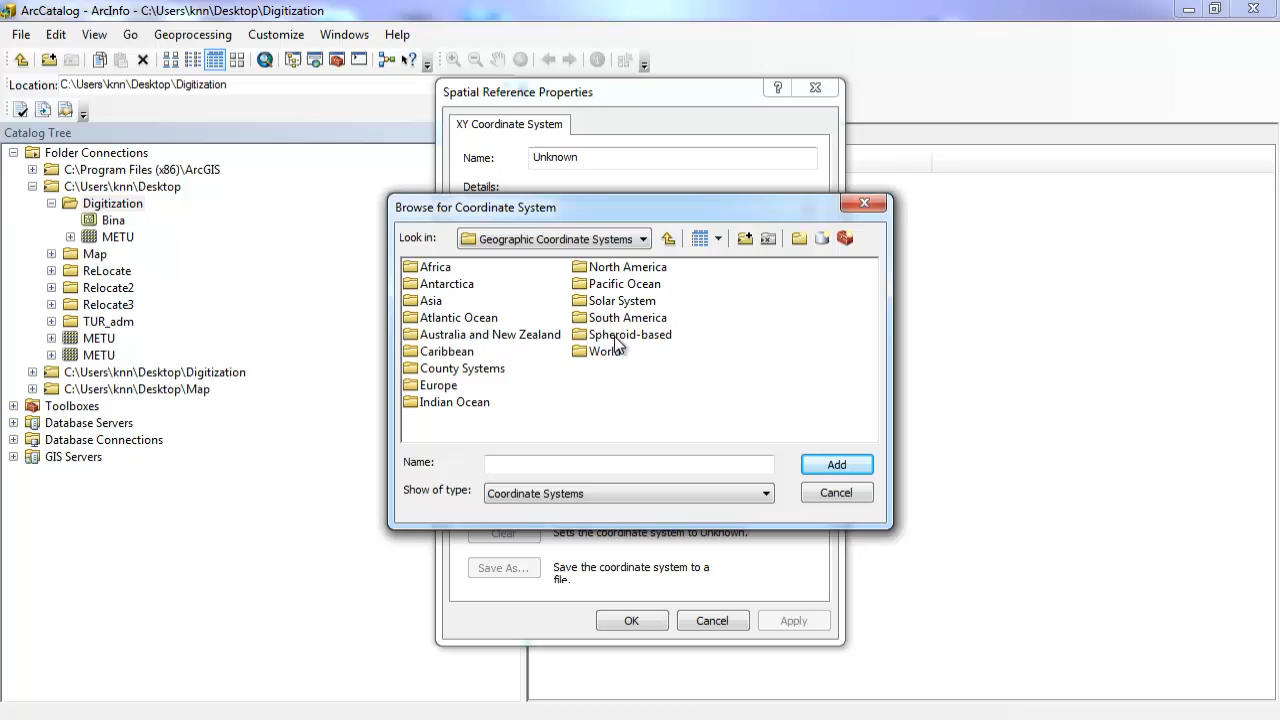 ArcCatalog - ArcInfo - C:\Users\knn\Desktop\Digitization
File Edit View Go Geoprocessing Customize Windows Help
Location: C:\Users\knn\Desktop\Digitization
Catalog Tree
Folder Connections
C:\Program Files (x86)\ArcGIS
C:\Users\knn\Desktop
Digitization
Bina
METU
Map
ReLocate
Relocate2
Relocate3
TUR_adm
METU
METU
C:\Users\knn\Desktop\Digitization
C:\Users\knn\Desktop\Map
Toolboxes
Database Servers
Database Connections
GIS Servers
Spatial Reference Properties
XY Coordinate System
Name: Unknown
Details:
Browse for Coordinate System
Look in: Geographic Coordinate Systems
Africa
Antarctica
Asia
Atlantic Ocean
Australia and New Zealand
Caribbean
County Systems
Europe
Indian Ocean
North America
Pacific Ocean
Solar System
South America
Spheroid-based
World
Name: Add
Show of type: Coordinate Systems Cancel
Clear Sets the coordinate system to Unknown.
Save As... Save the coordinate system to a
file.
OK Cancel Apply